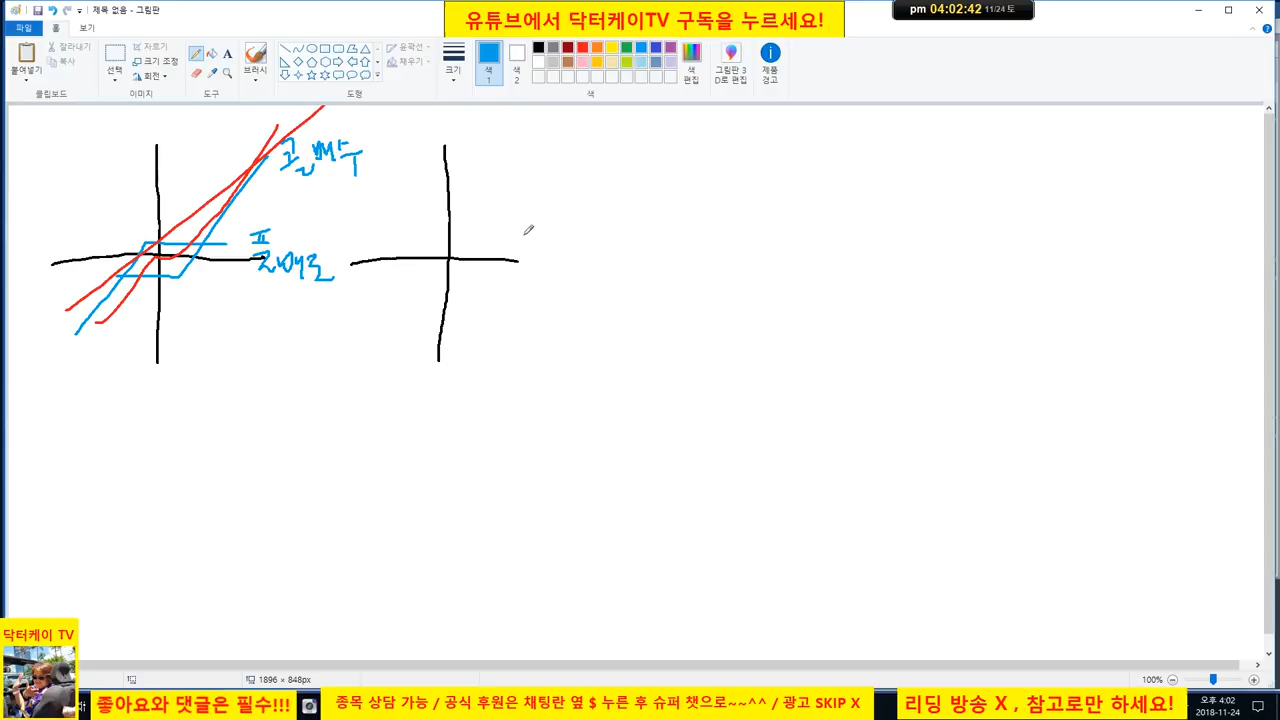 유튜브에서 닥터케이TV 구독을 누르세요!
pm 04:02:42 11/24 토
제목 없음 - 그림판
파일 홈 보기
붙여넣기
잘라내기
복사
클립보드
선택
자르기
크기 조정
회전
이미지
A
도구
브러시
윤곽선
채우기
도형
크기
색 1
색 2
색 편집
색
그림판 3D로 편집
제품 경고
콜매수
풋매도
닥터케이 TV
1896 × 848px
100%
좋아요와 댓글은 필수!!!
종목 상담 가능 / 공식 후원은 채팅란 옆 $ 누른 후 슈퍼 챗으로~~^^ / 광고 SKIP X
리딩 방송 X , 참고로만 하세요!
오후 4:02
2018-11-24